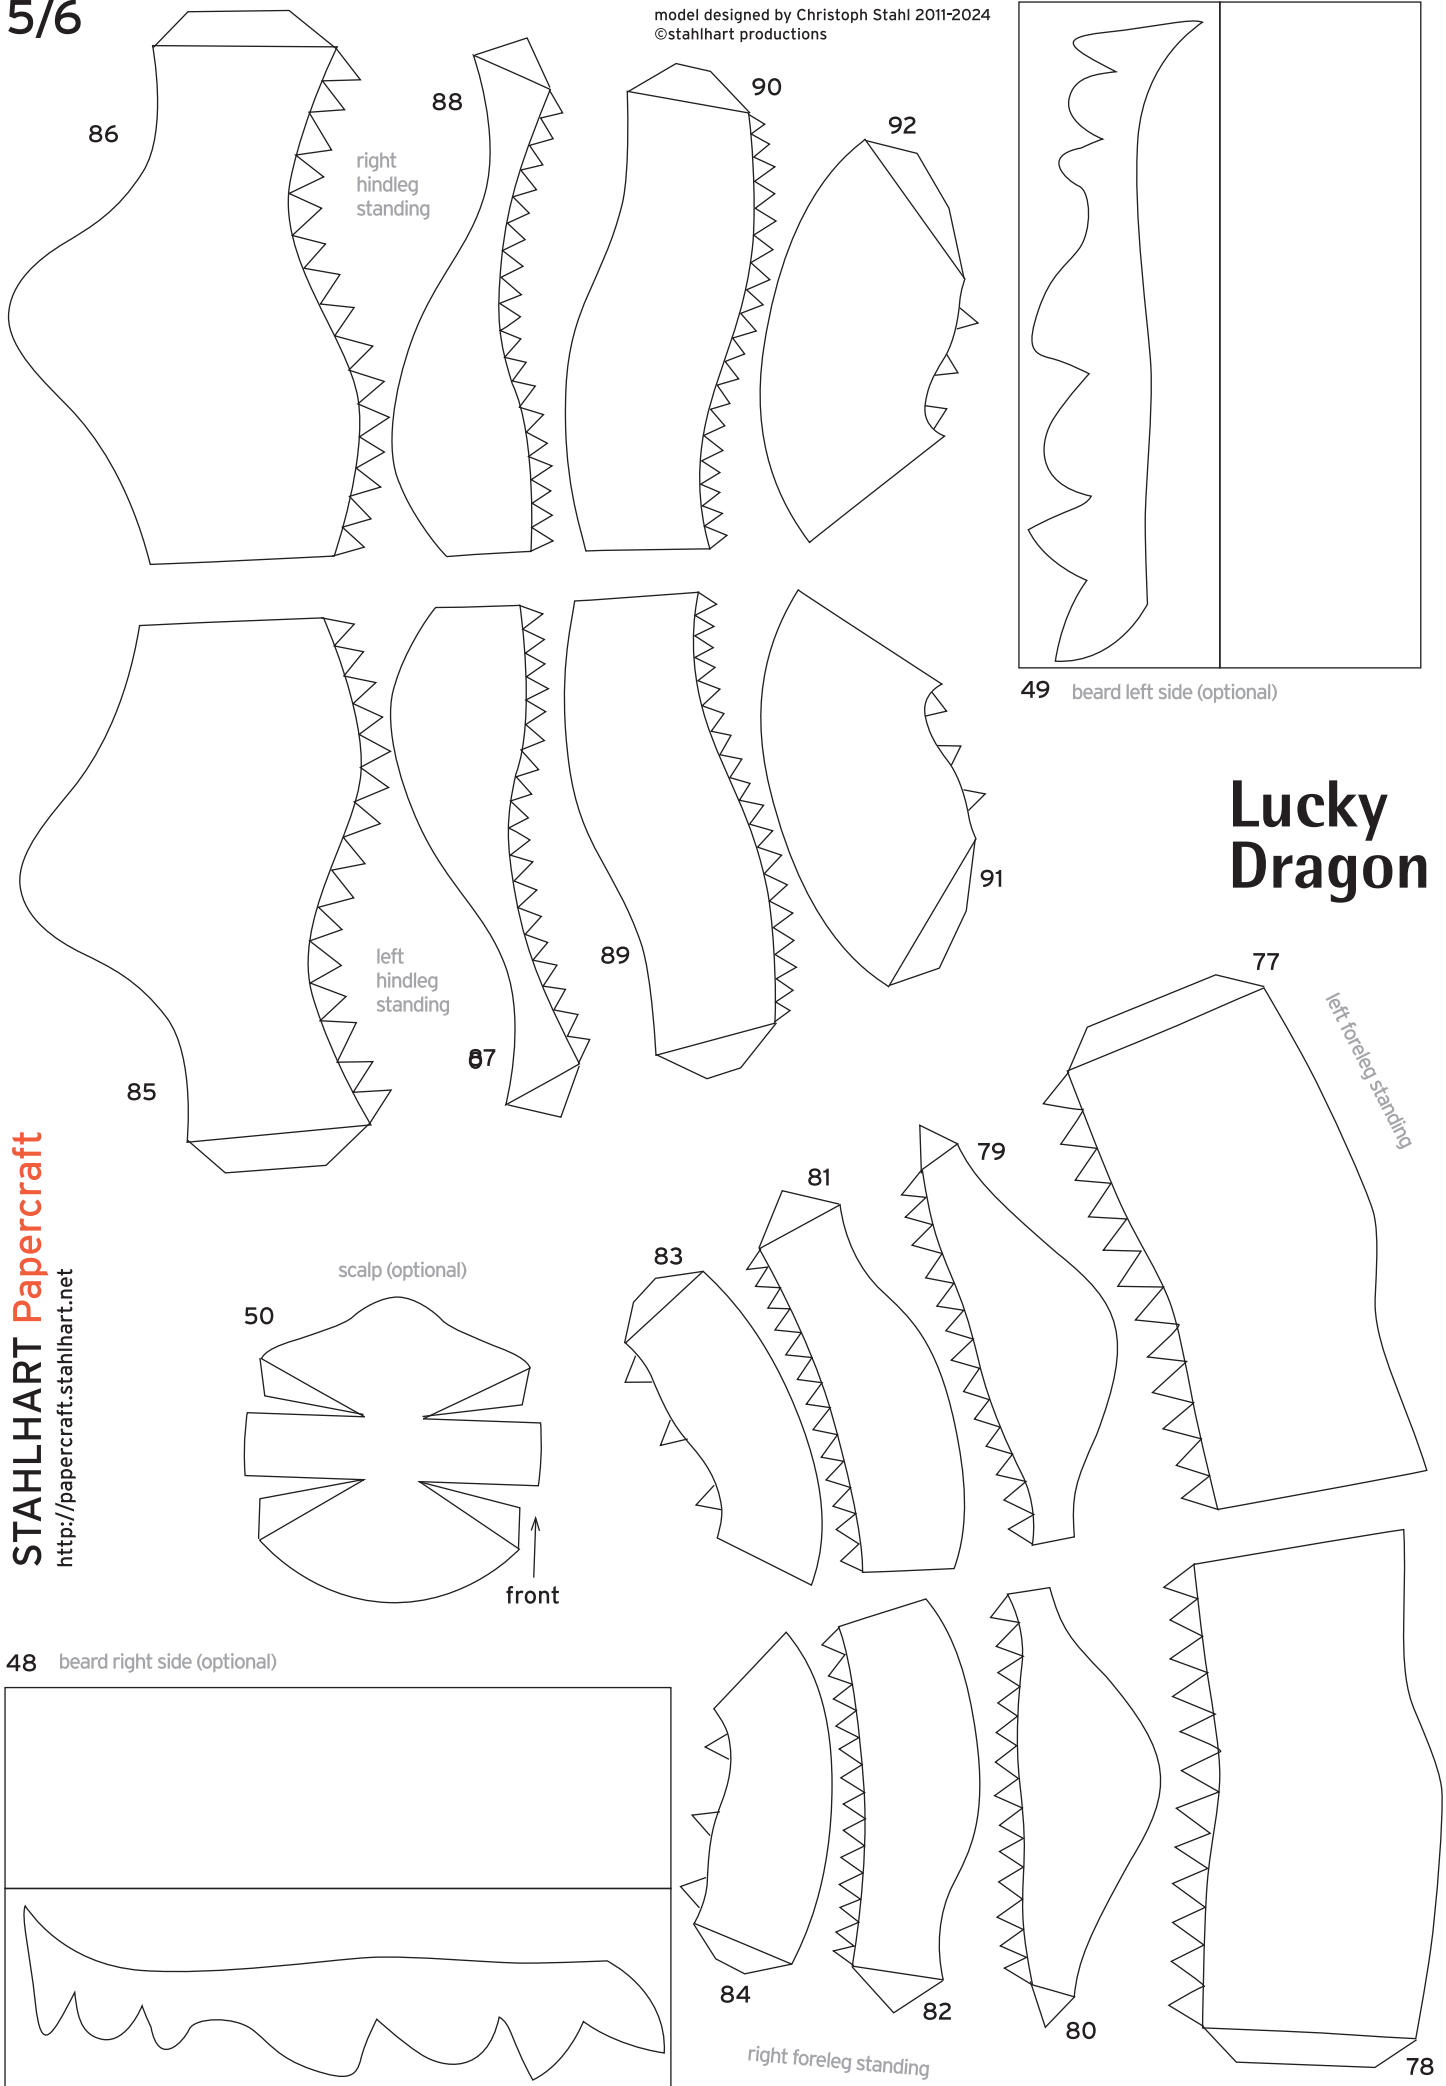 5/6
model designed by Christoph Stahl 2011-2024
©stahlhart productions
86
88
90
92
right
hindleg
standing
49 beard left side (optional)
Lucky
Dragon
91
left
hindleg
standing
89
87
85
77
left foreleg standing
79
81
83
STAHLHART Papercraft
http://papercraft.stahlhart.net
scalp (optional)
50
front
48 beard right side (optional)
84
82
80
78
right foreleg standing